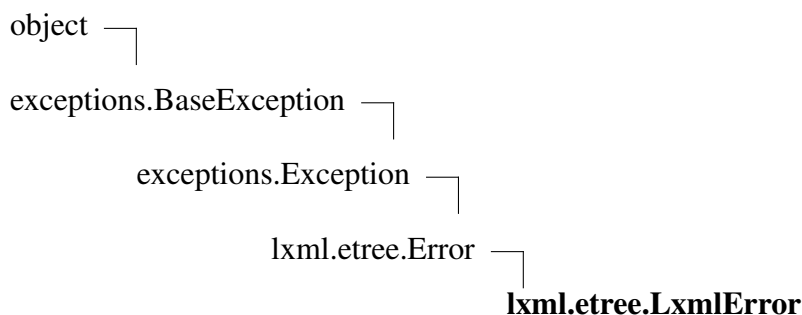 object
exceptions.BaseException
exceptions.Exception
lxml.etree.Error
lxml.etree.LxmlError